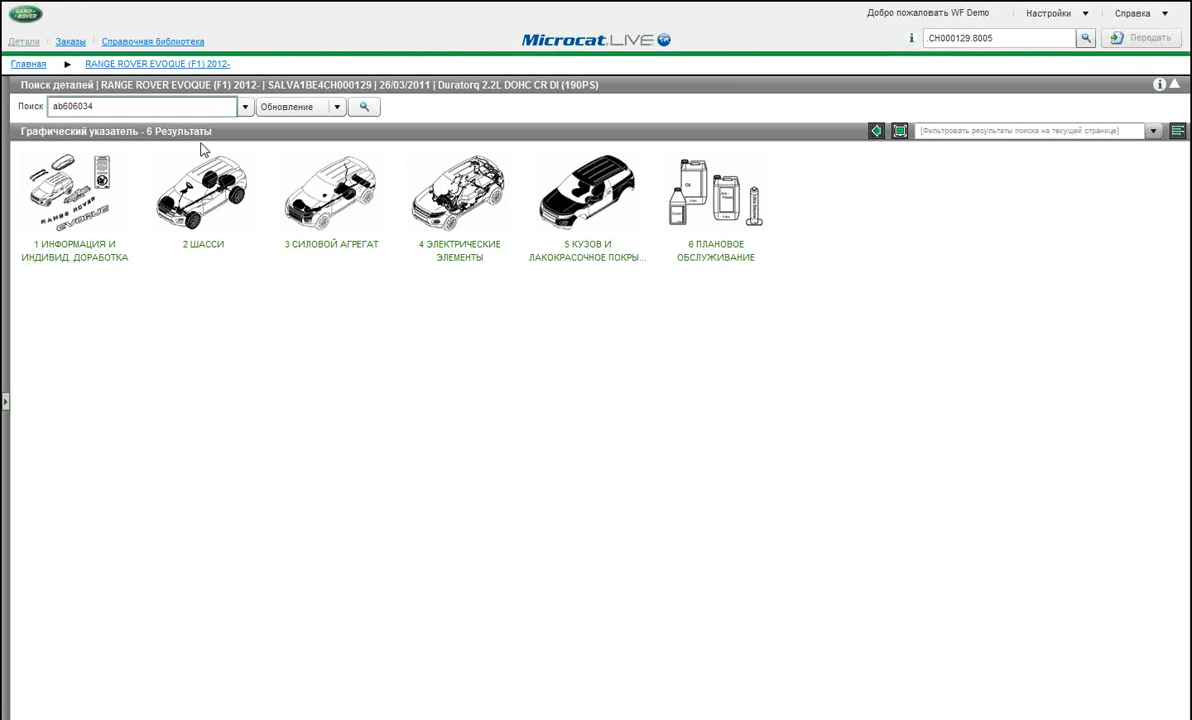 LAND-ROVER
Добро пожаловать WF Demo
Настройки
Справка
Детали
Заказы
Справочная библиотека
Microcat.LIVE
.CH000129.8005
Передать
Главная
RANGE ROVER EVOQUE (F1) 2012-
Поиск деталей | RANGE ROVER EVOQUE (F1) 2012- | SALVA1BE4CH000129 | 26/03/2011 | Duratorq 2.2L DOHC CR DI (190PS)
Поиск
ab606034
Обновление
Графический указатель - 6 Результаты
[Фильтровать результаты поиска на текущей странице]
RANGE ROVER
EVOQUE
Oil
1 ИНФОРМАЦИЯ И
ИНДИВИД. ДОРАБОТКА
2 ШАССИ
3 СИЛОВОЙ АГРЕГАТ
4 ЭЛЕКТРИЧЕСКИЕ
ЭЛЕМЕНТЫ
5 КУЗОВ И
ЛАКОКРАСОЧНОЕ ПОКРЫ...
6 ПЛАНОВОЕ
ОБСЛУЖИВАНИЕ